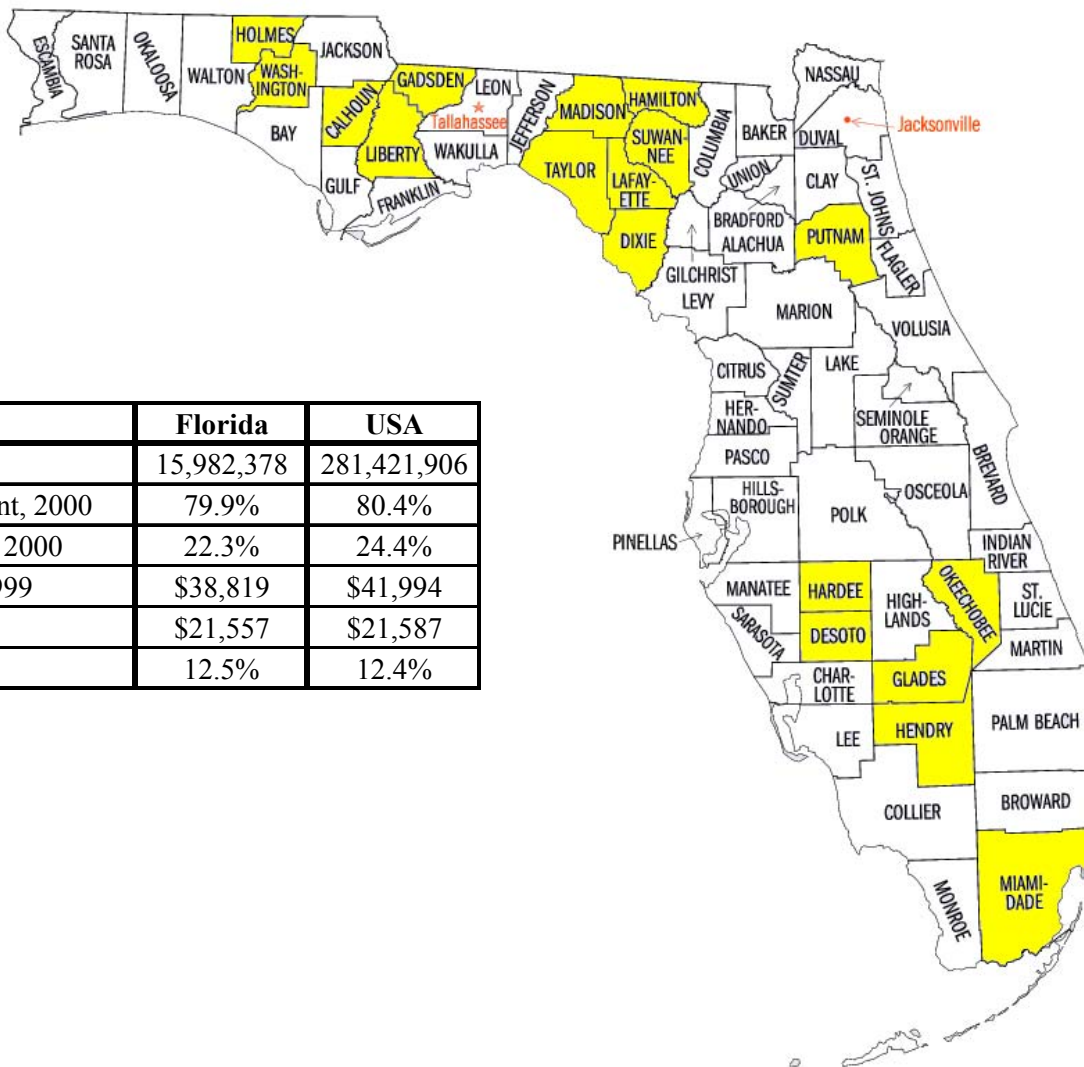 HOLMES
JACKSON
ESCAMBIA
SANTA
ROSA
OKALOOSA
WALTON
WASH-
INGTON
BAY
CALHOUN
GADSDEN
LEON
Tallahassee
LIBERTY
GULF
WAKULLA
FRANKLIN
JEFFERSON
MADISON
HAMILTON
TAYLOR
SUWAN-
NEE
LAFAY-
ETTE
DIXIE
COLUMBIA
BAKER
NASSAU
DUVAL
Jacksonville
UNION
CLAY
ST. JOHNS
BRADFORD
ALACHUA
PUTNAM
FLAGLER
GILCHRIST
LEVY
MARION
VOLUSIA
CITRUS
SUMTER
LAKE
HER-
NANDO
SEMINOLE
ORANGE
PASCO
BREVARD
HILLS-
BOROUGH
POLK
OSCEOLA
PINELLAS
INDIAN
RIVER
MANATEE
HARDEE
HIGH-
LANDS
OKEECHOBEE
ST.
LUCIE
SARASOTA
DESOTO
MARTIN
CHAR-
LOTTE
GLADES
LEE
HENDRY
PALM BEACH
COLLIER
BROWARD
MONROE
MIAMI-
DADE
Florida USA
15,982,378 281,421,906
nt, 2000 79.9% 80.4%
2000 22.3% 24.4%
999 $38,819 $41,994
$21,557 $21,587
12.5% 12.4%